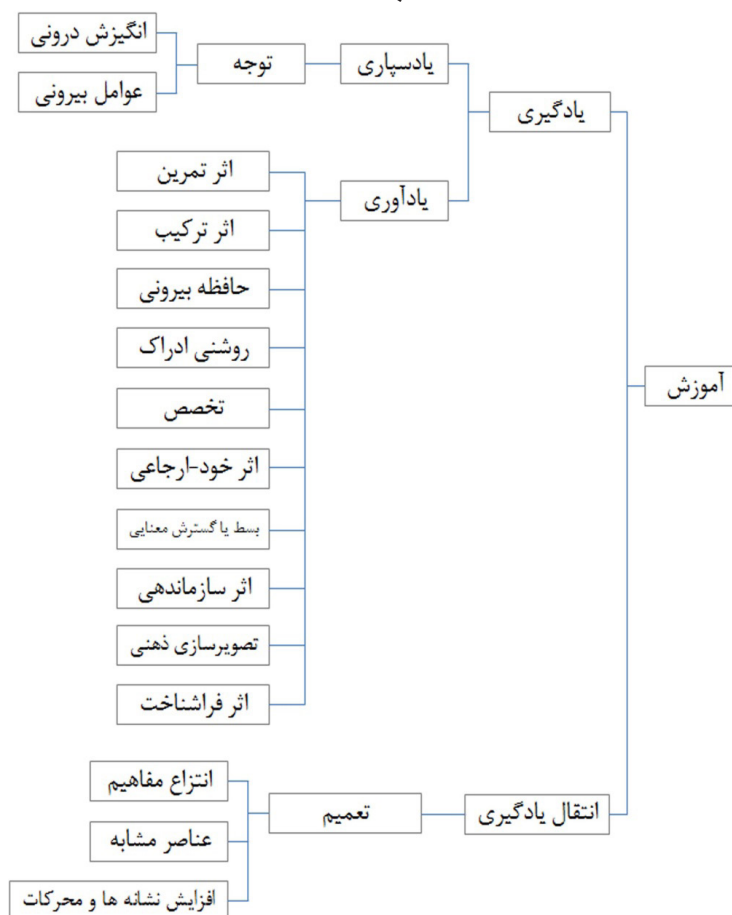 انگیزش درونی
توجه
یادسپاری
عوامل بیرونی
یادگیری
اثر تمرین
یادآوری
اثر ترکیب
حافظه بیرونی
روشنی ادراک
آموزش
تخصص
اثر خود-ارجاعی
بسط یا گسترش معنایی
اثر سازماندهی
تصویرسازی ذهنی
اثر فراشناخت
انتزاع مفاهیم
انتقال یادگیری
تعمیم
عناصر مشابه
افزایش نشانه ها و محرکات